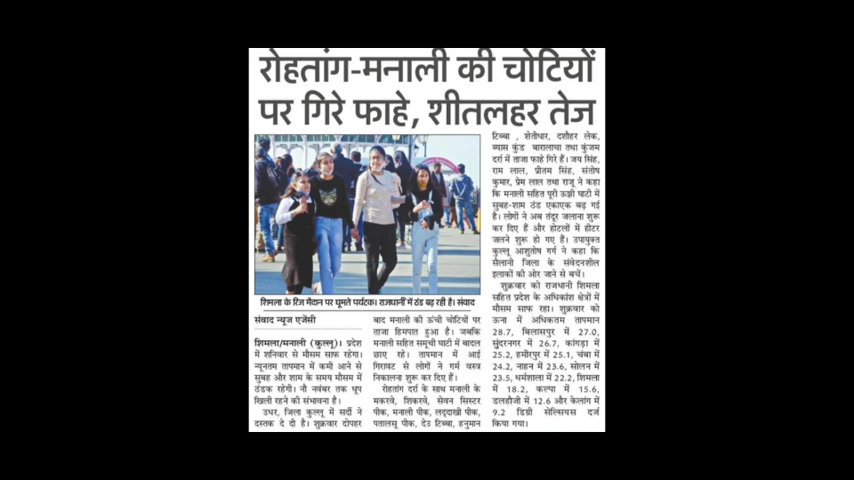 रोहतांग-मनाली की चोटियों
पर गिरे फाहे, शीतलहर तेज
शिमला के रिज मैदान पर घूमते पर्यटक। राजधानीं में ठंड बढ़ रही है। संवाद
संवाद न्यूज एजेंसी
शिमला/मनाली (कुल्लू)। प्रदेश
में शनिवार से मौसम साफ रहेगा।
न्यूनतम तापमान में कमी आने से
सुबह और शाम के समय मौसम में
ठंडक रहेगी। नौ नवंबर तक धूप
खिली रहने की संभावना है।
उधर, जिला कुल्लू में सर्दी ने
दस्तक दे दी है। शुक्रवार दोपहर
बाद मनाली की ऊंची चोटियों पर
ताजा हिमपात हुआ है। जबकि
मनाली सहित समूची घाटी में बादल
छाए रहे। तापमान में आई
गिरावट से लोगों ने गर्म वस्त्र
निकालना शुरू कर दिए हैं।
रोहतांग दर्रा के साथ मनाली के
मकरवे, शिकरवे, सेवन सिस्टर
पीक, मनाली पीक, लद्दाखी पीक,
पतालसू पीक, देउ टिब्बा, हनुमान
टिब्बा , शेतीधार, दशौहर लेक,
ब्यास कुंड बारालाचा तथा कुंजम
दर्रा में ताजा फाहे गिरे हैं। जय सिंह,
राम लाल, प्रीतम सिंह, संतोष
कुमार, प्रेम लाल तथा राजू ने कहा
कि मनाली सहित पूरी ऊझी घाटी में
सुबह-शाम ठंड एकाएक बढ़ गई
है। लोगों ने अब तंदूर जलाना शुरू
कर दिए हैं और होटलों में हीटर
जलने शुरू हो गए हैं। उपायुक्त
कुल्लू आशुतोष गर्ग ने कहा कि
सैलानी जिला के संवेदनशील
इलाकों की ओर जाने से बचें।
शुक्रवार को राजधानी शिमला
सहित प्रदेश के अधिकांश क्षेत्रों में
मौसम साफ रहा। शुक्रवार को
ऊना में अधिकतम तापमान
28.7, बिलासपुर में 27.0,
सुंदरनगर में 26.7, कांगड़ा में
25.2, हमीरपुर में 25.1, चंबा में
24.2, नाहन में 23.6, सोलन में
23.5, धर्मशाला में 22.2, शिमला
में 18.2, कल्पा में 15.6,
डलहौजी में 12.6 और केलांग में
9.2 डिग्री सेल्सियस दर्ज
किया गया।